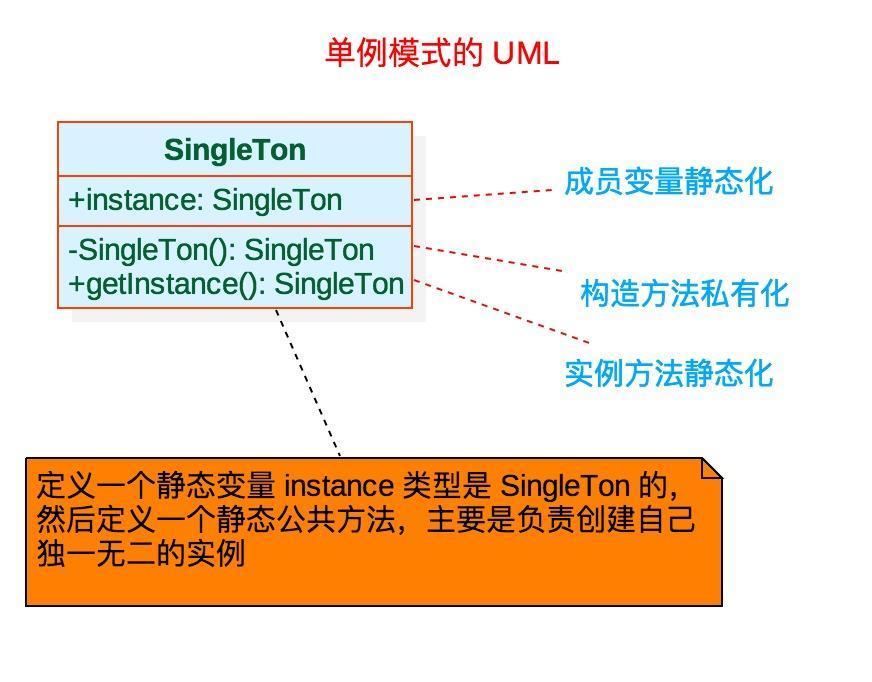 单例模式的 UML
SingleTon
+instance: SingleTon
-SingleTon(): SingleTon
+getInstance(): SingleTon
成员变量静态化
构造方法私有化
实例方法静态化
定义一个静态变量 instance 类型是 SingleTon 的，
然后定义一个静态公共方法，主要是负责创建自己
独一无二的实例